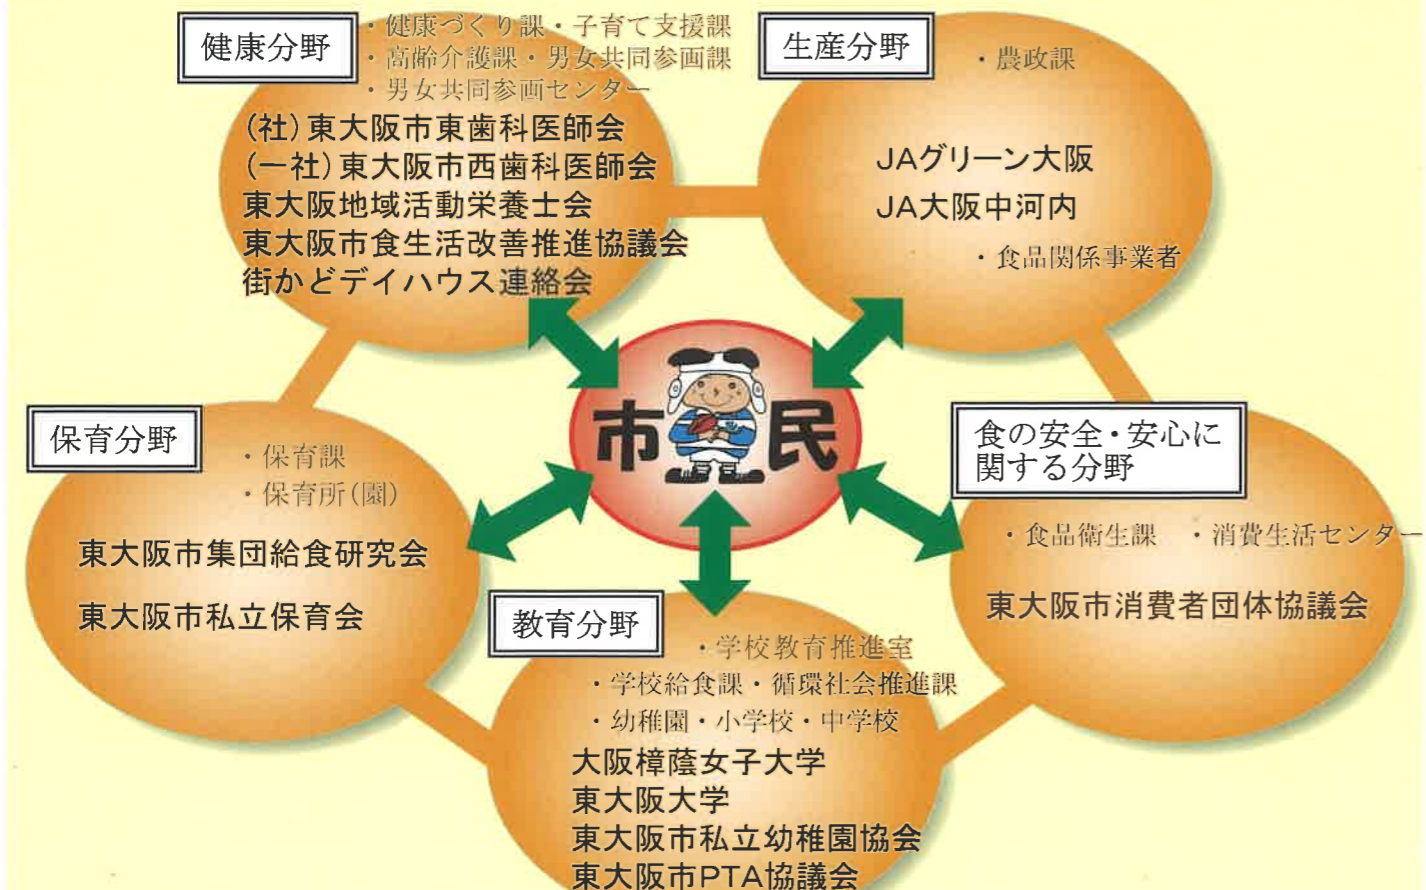 健康分野
・健康づくり課・子育て支援課
・高齢介護課・男女共同参画課
・男女共同参画センター
(社)東大阪市東歯科医師会
(一社)東大阪市西歯科医師会
東大阪地域活動栄養士会
東大阪市食生活改善推進協議会
街かどデイハウス連絡会
生産分野
・農政課
JAグリーン大阪
JA大阪中河内
・食品関係事業者
市民
保育分野
・保育課
・保育所(園)
東大阪市集団給食研究会
東大阪市私立保育会
食の安全・安心に
関する分野
・食品衛生課 ・消費生活センター
東大阪市消費者団体協議会
教育分野
・学校教育推進室
・学校給食課・循環社会推進課
・幼稚園・小学校・中学校
大阪樟蔭女子大学
東大阪大学
東大阪市私立幼稚園協会
東大阪市PTA協議会